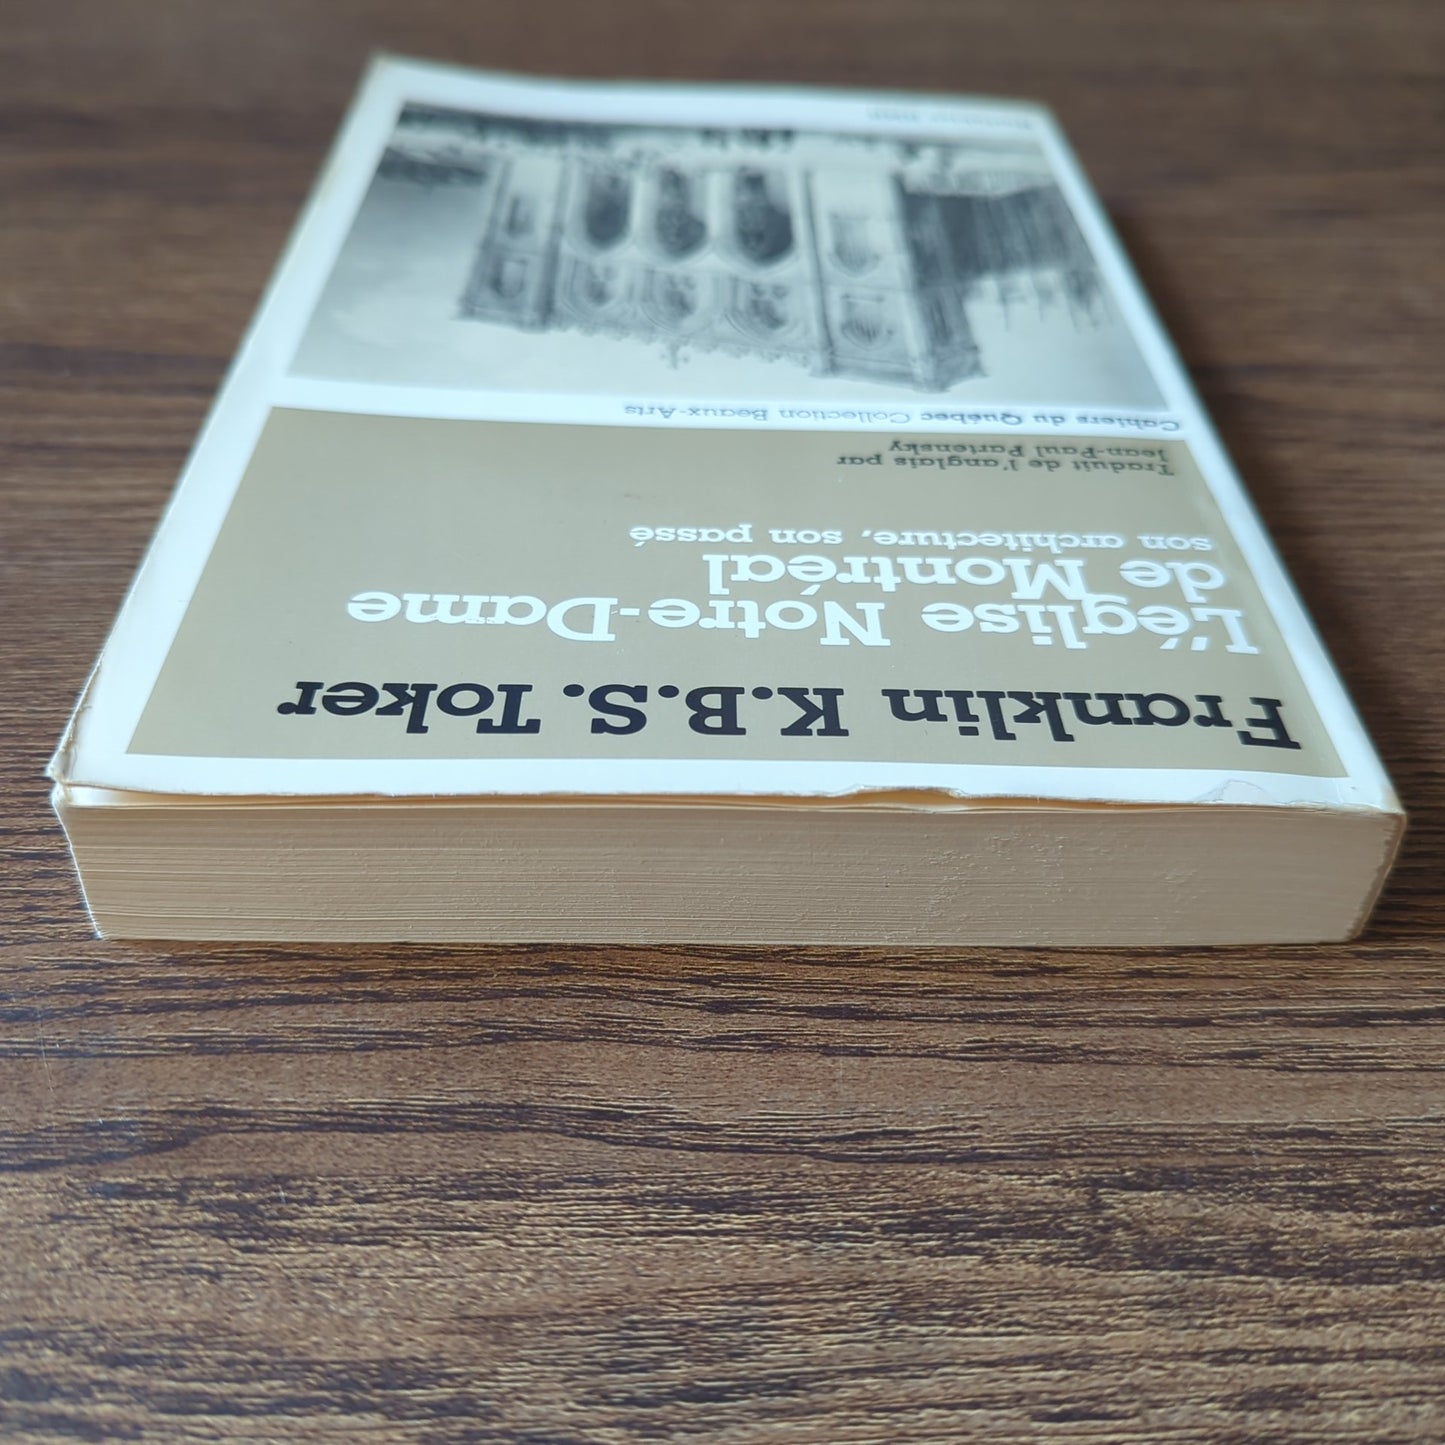 Franklin K.B.S. Toker
L'église Notre-Dame
de Montréal
son architecture, son passé
Traduit de l'anglais par
Jean-Paul Partensky
Cahiers du Québec Collection Beaux-Arts